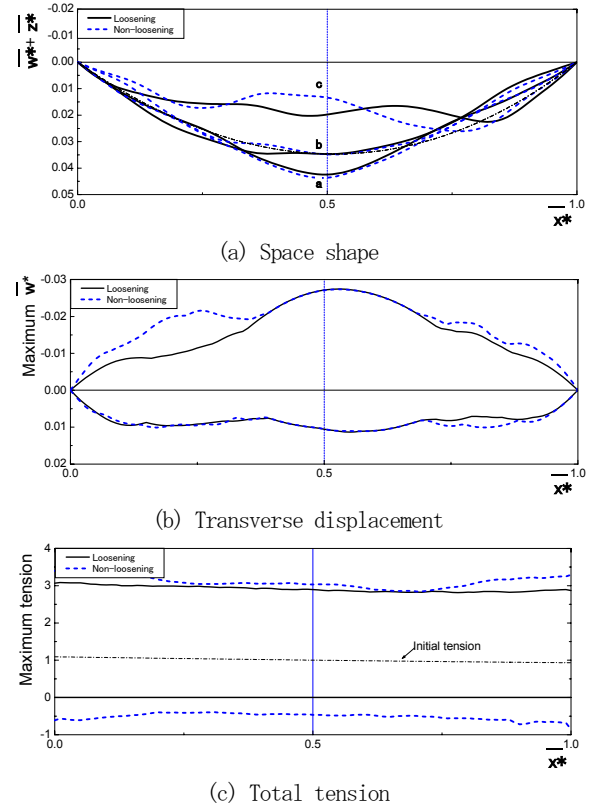 -0.02
-0.01
0.00
0.01
0.02
0.03
0.04
0.05
w*+ z*
Loosening
Non-loosening
c
b
a
0.0
0.5
1.0
x*
(a) Space shape
-0.03
-0.02
-0.01
0.00
0.01
0.02
Maximum w*
Loosening
Non-loosening
0.0
0.5
1.0
x*
(b) Transverse displacement
4
3
2
1
0
-1
Maximum tension
Loosening
Non-loosening
Initial tension
0.0
0.5
1.0
x*
(c) Total tension